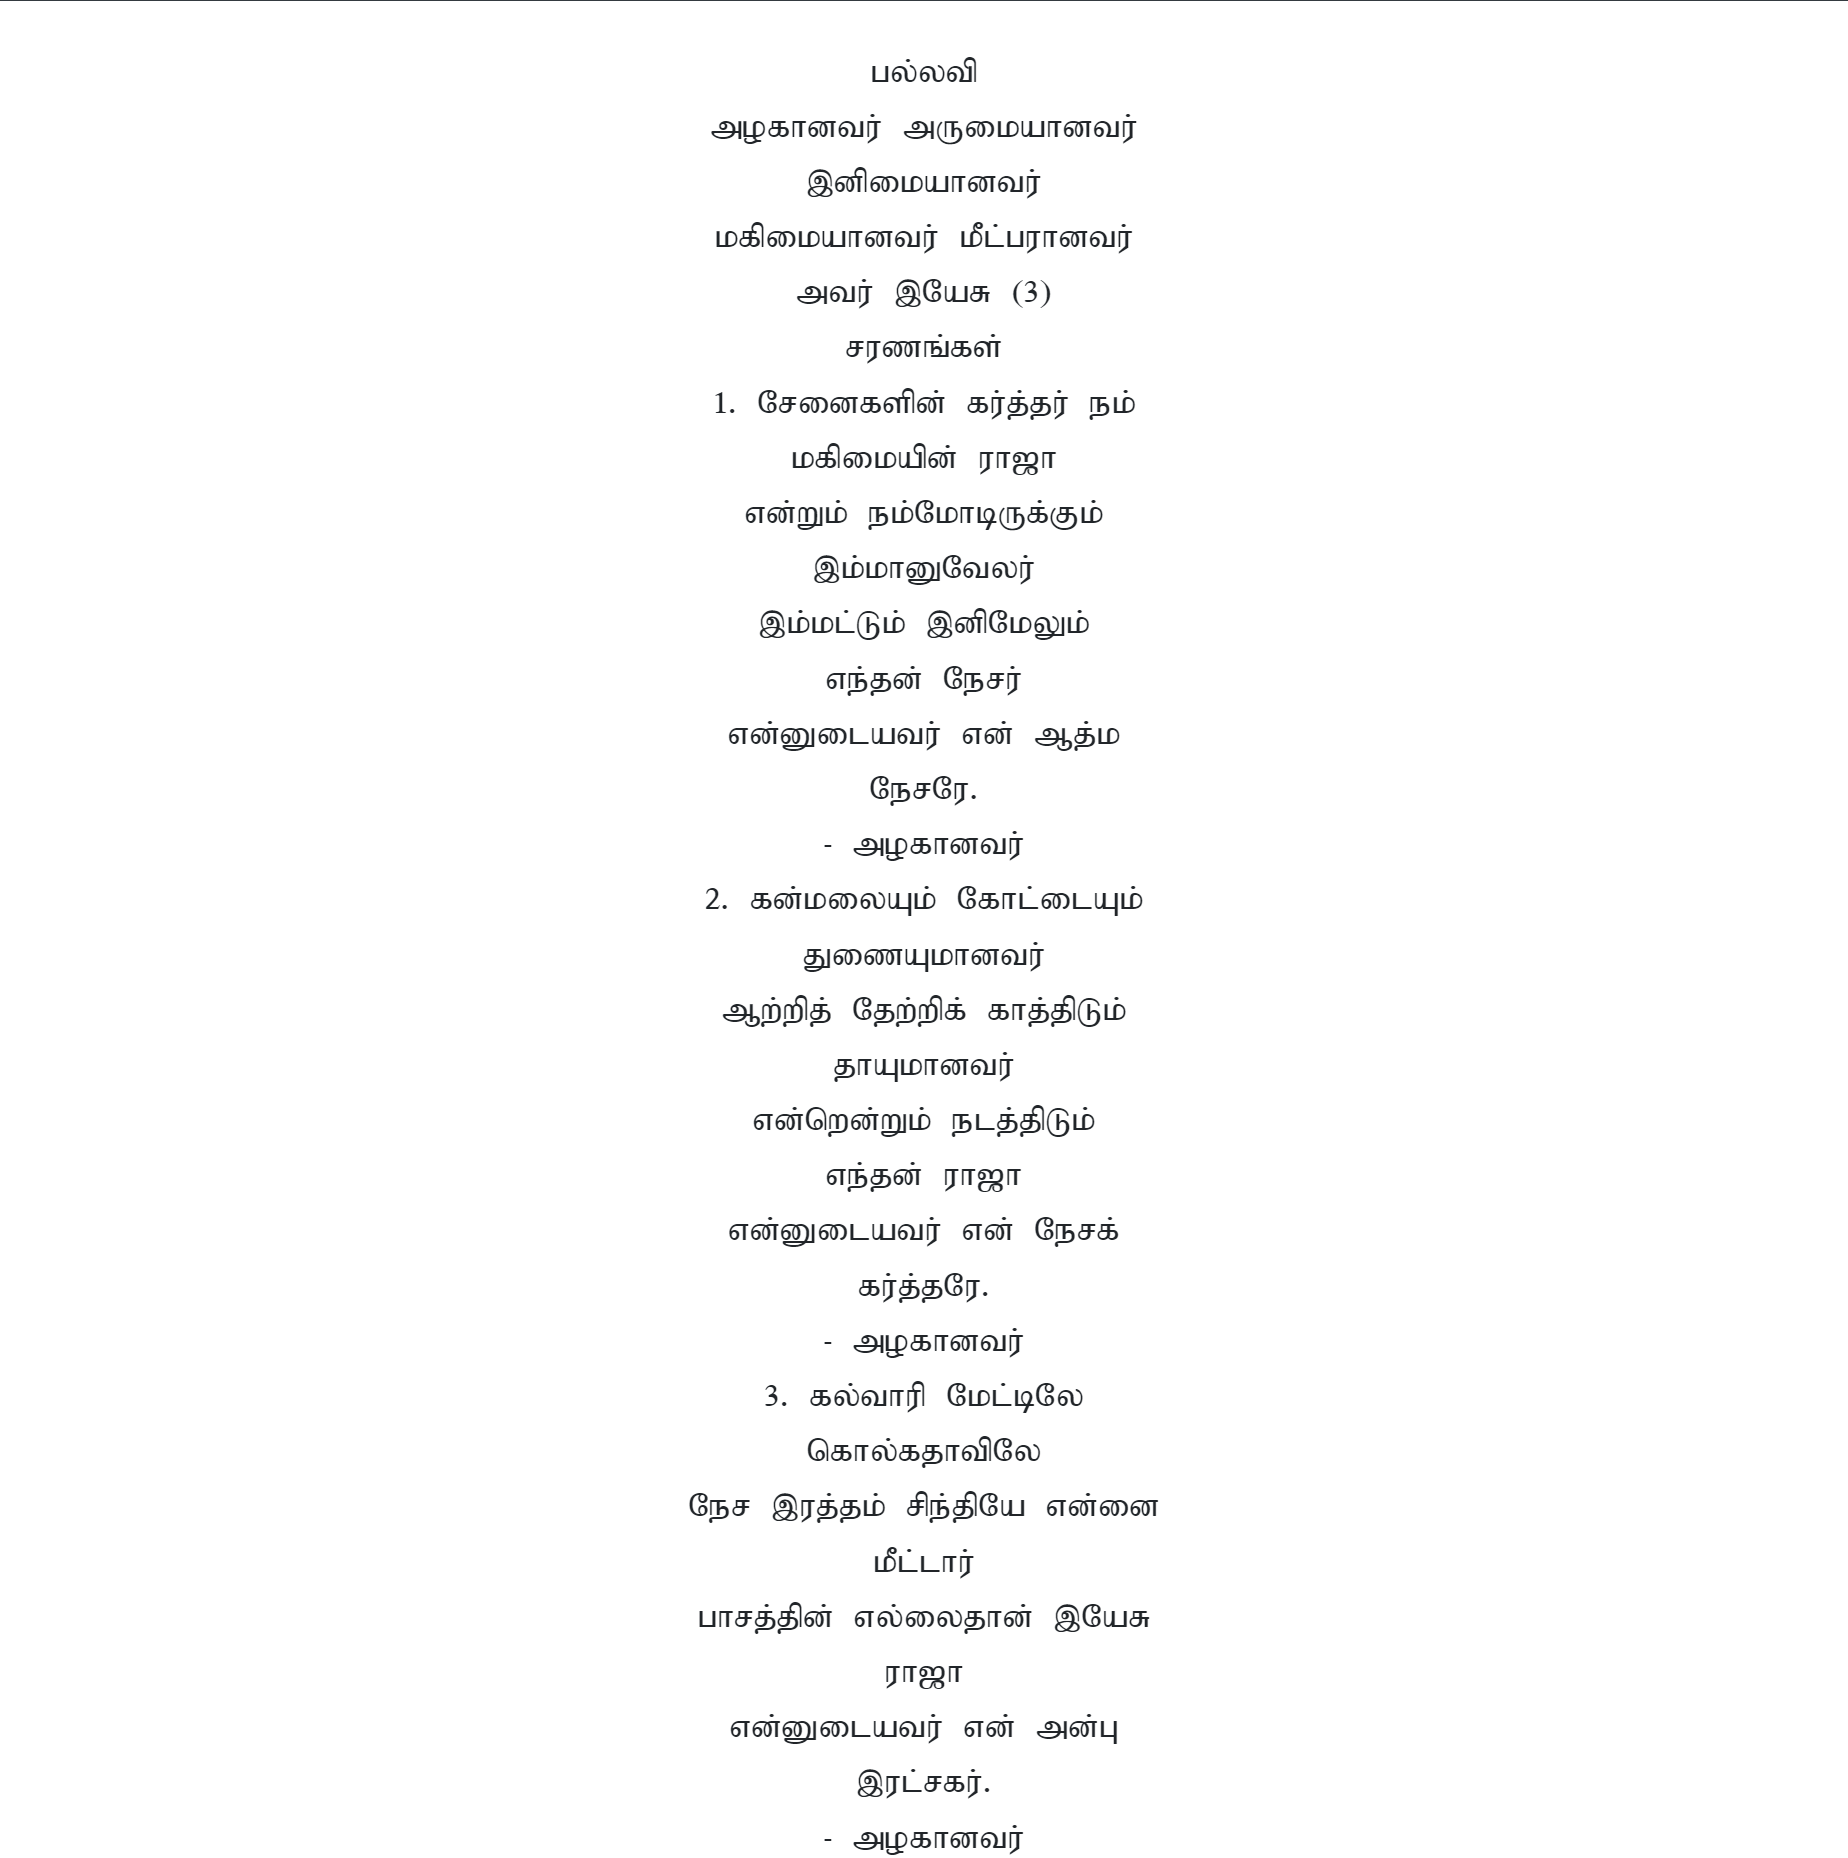 பல்லவி
அழகானவர் அருமையானவர்
இனிமையானவர்
மகிமையானவர் மீட்பரானவர்
அவர் இயேசு (3)
சரணங்கள்
1. சேனைகளின் கர்த்தர் நம்
மகிமையின் ராஜா
என்றும் நம்மோடிருக்கும்
இம்மானுவேலர்
இம்மட்டும் இனிமேலும்
எந்தன் நேசர்
என்னுடையவர் என் ஆத்ம
நேசரே.
- அழகானவர்
2. கன்மலையும் கோட்டையும்
துணையுமானவர்
ஆற்றித் தேற்றிக் காத்திடும்
தாயுமானவர்
என்றென்றும் நடத்திடும்
எந்தன் ராஜா
என்னுடையவர் என் நேசக்
கர்த்தரே.
- அழகானவர்
3. கல்வாரி மேட்டிலே
கொல்கதாவிலே
நேச இரத்தம் சிந்தியே என்னை
மீட்டார்
பாசத்தின் எல்லைதான் இயேசு
ராஜா
என்னுடையவர் என் அன்பு
இரட்சகர்.
- அழகானவர்